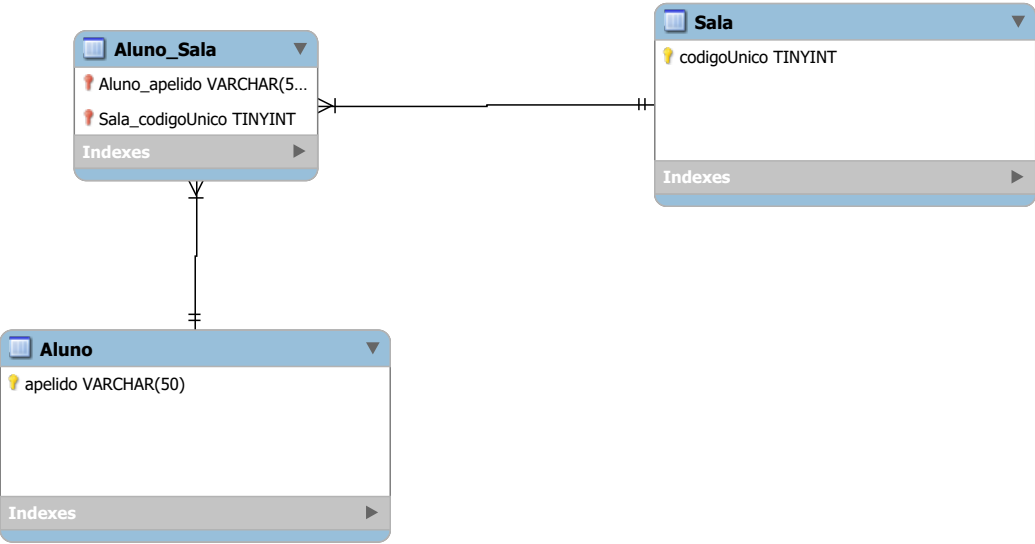 Aluno_Sala
Aluno_apelido VARCHAR(5...
Sala_codigoUnico TINYINT
Indexes
Sala
codigoUnico TINYINT
Indexes
Aluno
apelido VARCHAR(50)
Indexes